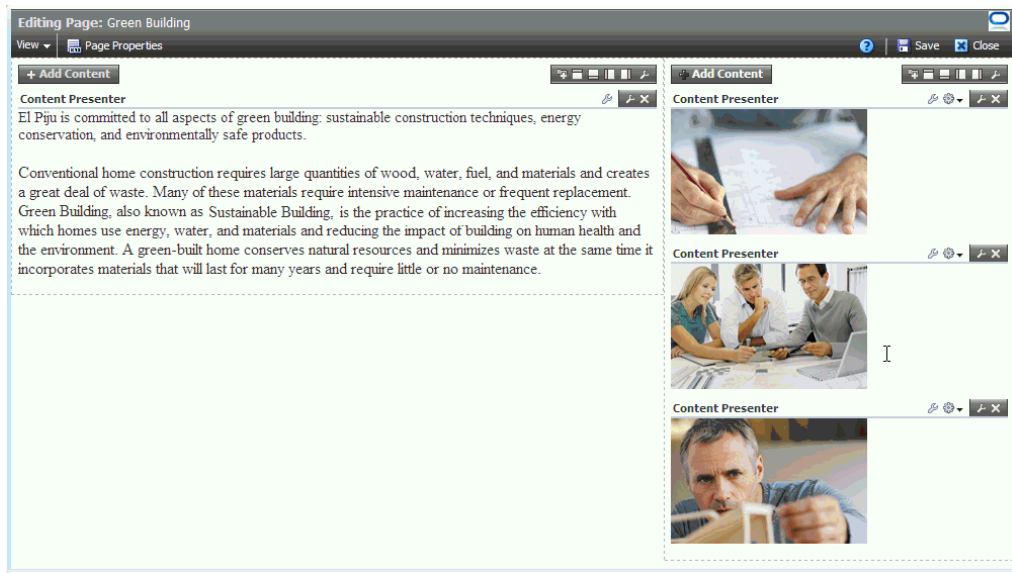 Editing Page: Green Building
View Page Properties Save Close
+ Add Content
Content Presenter
El Piju is committed to all aspects of green building: sustainable construction techniques, energy
conservation, and environmentally safe products.
Conventional home construction requires large quantities of wood, water, fuel, and materials and creates
a great deal of waste. Many of these materials require intensive maintenance or frequent replacement.
Green Building, also known as Sustainable Building, is the practice of increasing the efficiency with
which homes use energy, water, and materials and reducing the impact of building on human health and
the environment. A green-built home conserves natural resources and minimizes waste at the same time it
incorporates materials that will last for many years and require little or no maintenance.
+ Add Content
Content Presenter
Content Presenter
Content Presenter